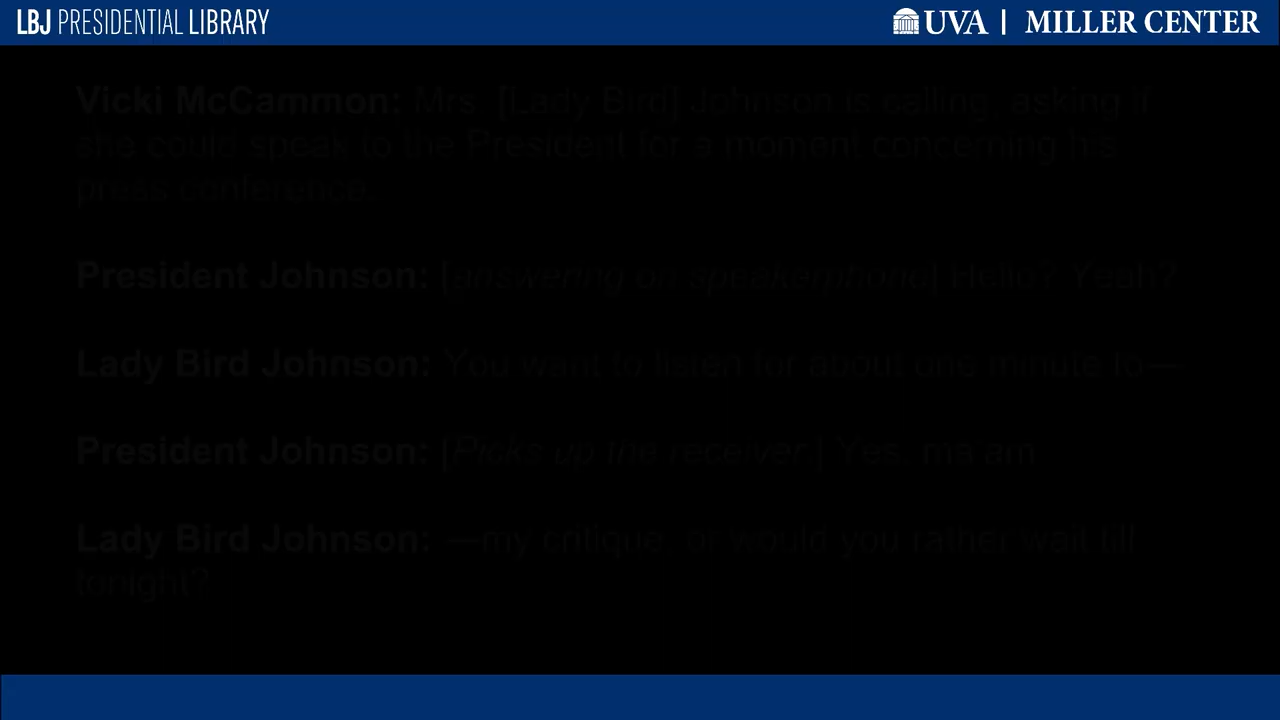 LBJ PRESIDENTIAL LIBRARY
UVA | MILLER CENTER
Vicki McCammon: Mrs. [Lady Bird] Johnson is calling, asking if
she could speak to the President for a moment concerning his
press conference.
President Johnson: [answering on speakerphone] Hello? Yeah?
Lady Bird Johnson: You want to listen for about one minute to—
President Johnson: [Picks up the receiver.] Yes, ma'am.
Lady Bird Johnson: —my critique, or would you rather wait till
tonight?